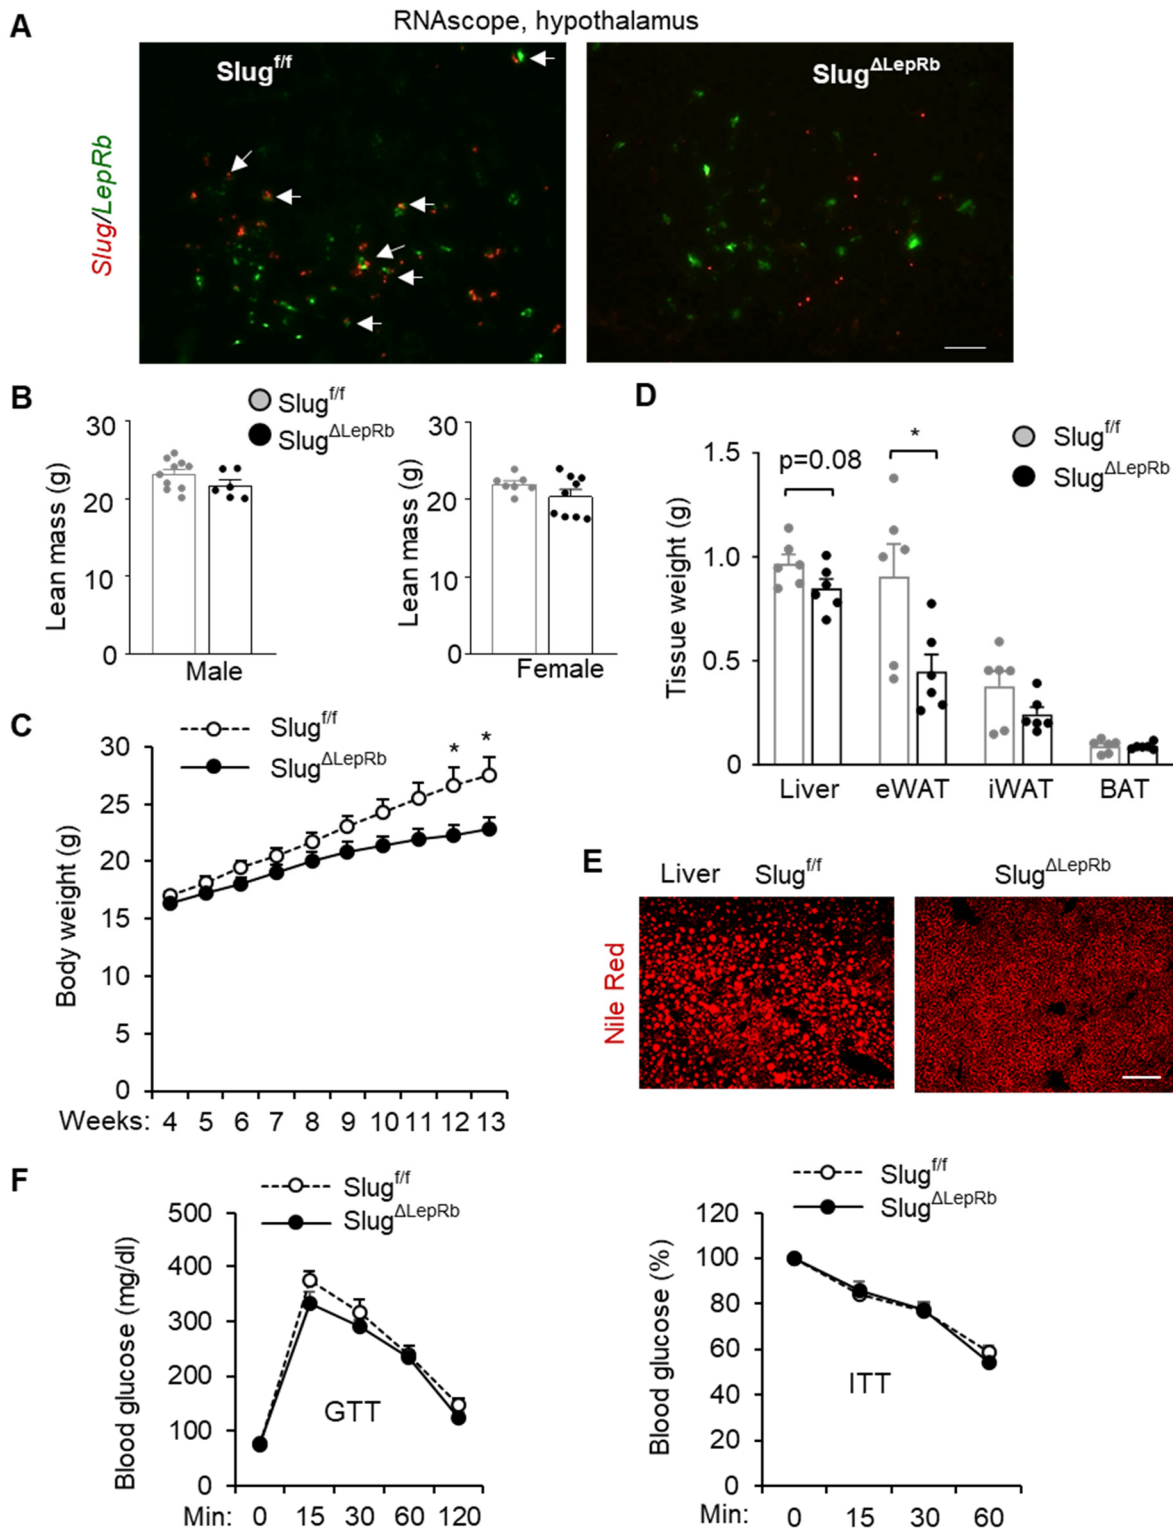 A
RNAscope, hypothalamus
Slug/LepRb
Slug^f/f
Slug^ΔLepRb
B
Slug^f/f
Slug^ΔLepRb
Lean mass (g)
30
20
10
0
Male
Lean mass (g)
30
20
10
0
Female
C
Slug^f/f
Slug^ΔLepRb
Body weight (g)
30
25
20
15
10
5
0
* *
Weeks: 4 5 6 7 8 9 10 11 12 13
D
Slug^f/f
Slug^ΔLepRb
Tissue weight (g)
1.5
1.0
0.5
0
p=0.08
*
Liver eWAT iWAT BAT
E
Liver Slug^f/f Slug^ΔLepRb
Nile Red
F
Slug^f/f
Slug^ΔLepRb
Blood glucose (mg/dl)
500
400
300
200
100
0
GTT
Min: 0 15 30 60 120
Slug^f/f
Slug^ΔLepRb
Blood glucose (%)
120
100
80
60
40
20
0
ITT
Min: 0 15 30 60